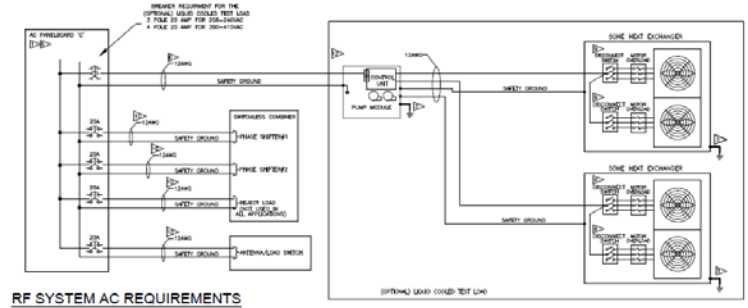 BREAKER REQUIRMENT FOR THE
(OPTIONAL) LIQUID COOLED TEST LOAD
3 POLE 20 AMP FOR 208-240VAC
4 POLE 20 AMP FOR 380-415VAC
AC PANELBOARD "C"
12AWG
SAFETY GROUND
20A
12AWG
SAFETY GROUND
20A
12AWG
SAFETY GROUND
20A
12AWG
SAFETY GROUND
20A
12AWG
SWITCHLESS COMBINER
PHASE SHIFTER#1
PHASE SHIFTER#2
REJECT LOAD
(NOT USED IN
ALL APPLICATIONS)
ANTENNA/LOAD SWITCH
CONTROL
UNIT
PUMP MODULE
12AWG
SAFETY GROUND
SAFETY GROUND
50HE HEAT EXCHANGER
DISCONNECT
SWITCH
MOTOR
OVERLOAD
DISCONNECT
SWITCH
MOTOR
OVERLOAD
50HE HEAT EXCHANGER
DISCONNECT
SWITCH
MOTOR
OVERLOAD
DISCONNECT
SWITCH
MOTOR
OVERLOAD
(OPTIONAL) LIQUID COOLED TEST LOAD
RF SYSTEM AC REQUIREMENTS